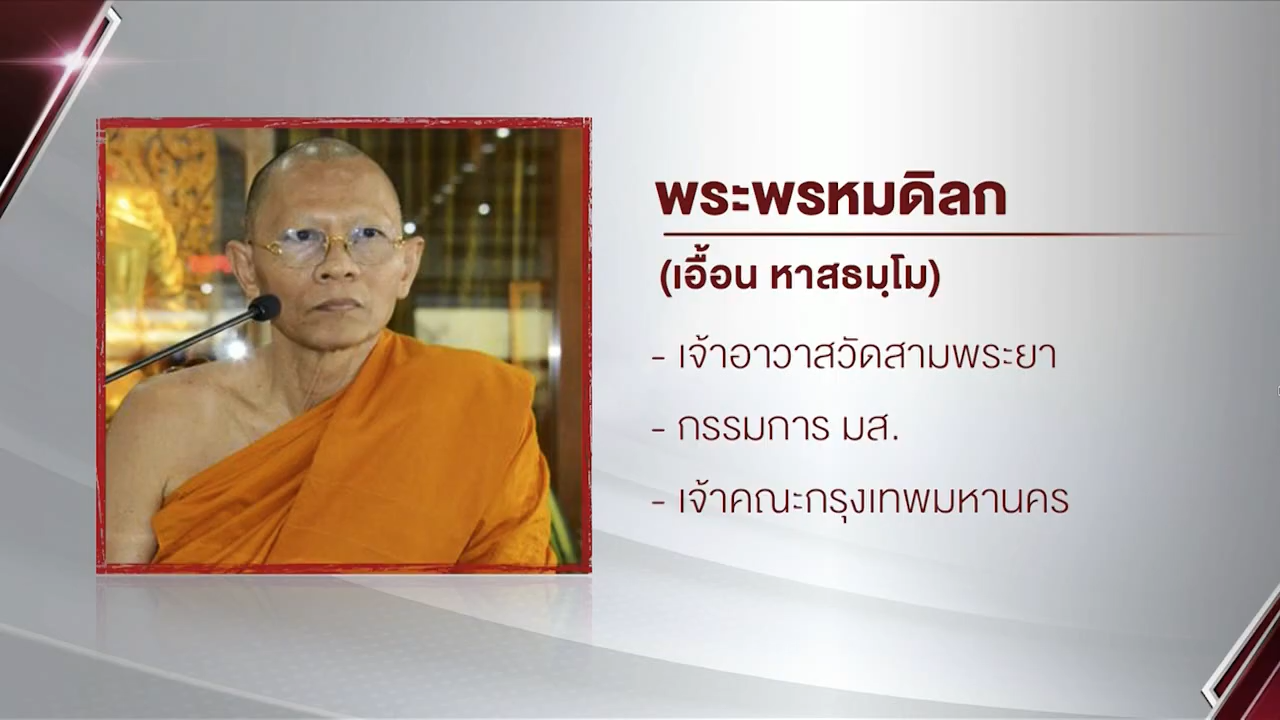 พระพรหมดิลก
(เอื้อน หาสธมฺโม)
- เจ้าอาวาสวัดสามพระยา
- กรรมการ มส.
- เจ้าคณะกรุงเทพมหานคร